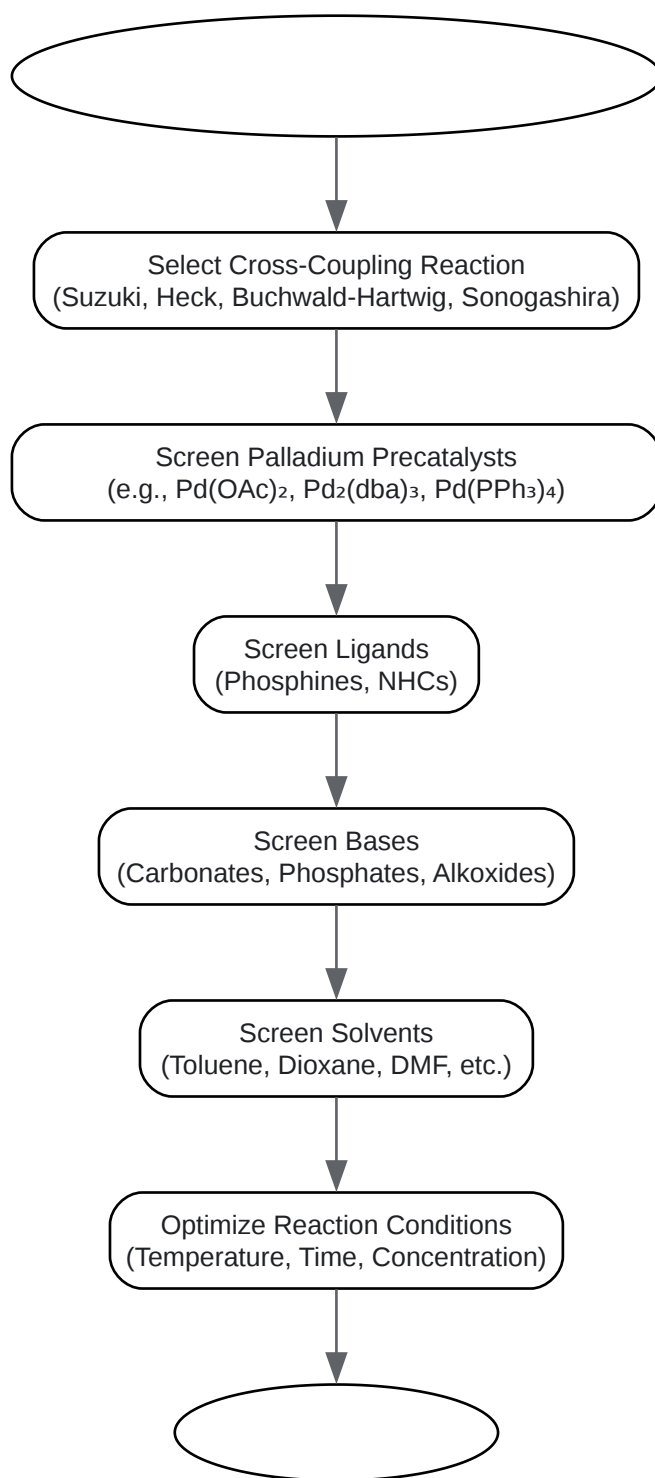 Select Cross-Coupling Reaction
(Suzuki, Heck, Buchwald-Hartwig, Sonogashira)
Screen Palladium Precatalysts
(e.g., Pd(OAc)₂, Pd₂(dba)₃, Pd(PPh₃)₄)
Screen Ligands
(Phosphines, NHCs)
Screen Bases
(Carbonates, Phosphates, Alkoxides)
Screen Solvents
(Toluene, Dioxane, DMF, etc.)
Optimize Reaction Conditions
(Temperature, Time, Concentration)